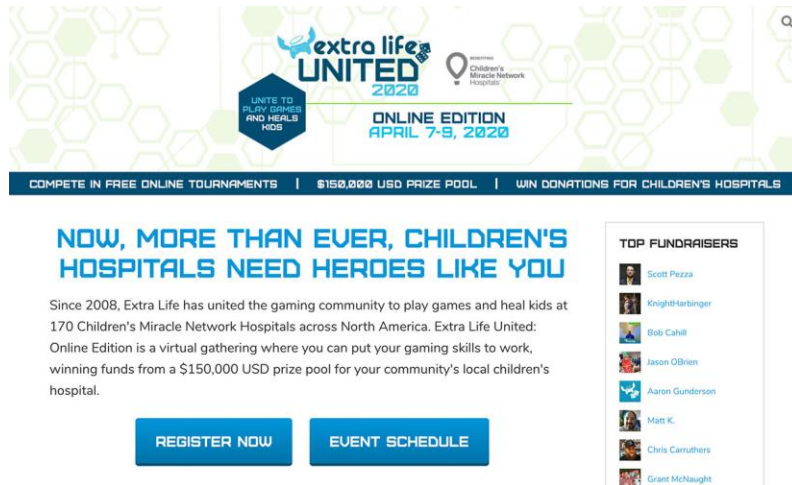 extra life
UNITED
2020
BENEFITING
Children's
Miracle Network
Hospitals
UNITE TO
PLAY GAMES
AND HEALS
KIDS
ONLINE EDITION
APRIL 7-9, 2020
COMPETE IN FREE ONLINE TOURNAMENTS | $150,000 USD PRIZE POOL | WIN DONATIONS FOR CHILDREN'S HOSPITALS
NOW, MORE THAN EVER, CHILDREN'S
HOSPITALS NEED HEROES LIKE YOU
Since 2008, Extra Life has united the gaming community to play games and heal kids at
170 Children's Miracle Network Hospitals across North America. Extra Life United:
Online Edition is a virtual gathering where you can put your gaming skills to work,
winning funds from a $150,000 USD prize pool for your community's local children's
hospital.
REGISTER NOW
EVENT SCHEDULE
TOP FUNDRAISERS
Scott Pezza
KnightHarbinger
Bob Cahill
Jason OBrien
Aaron Gunderson
Matt K.
Chris Carruthers
Grant McNaught